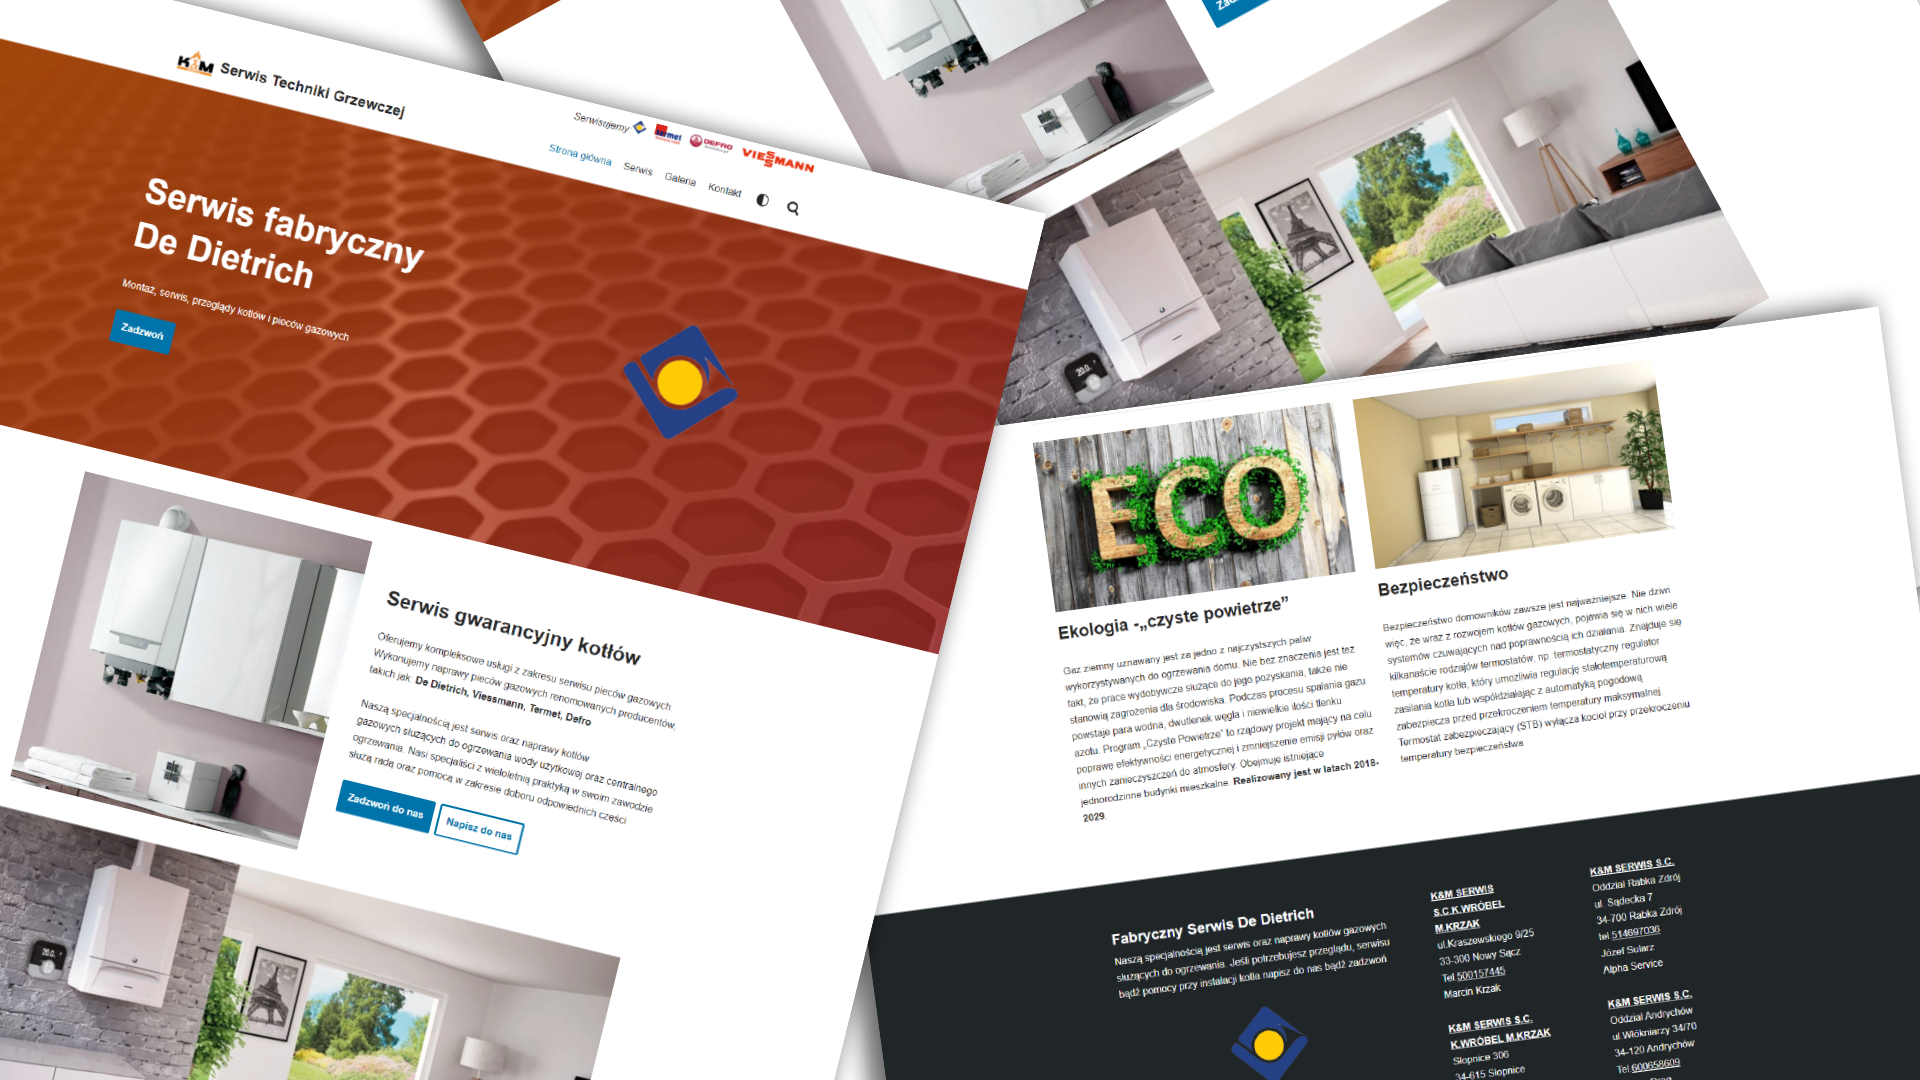 K&M Serwis Techniki Grzewczej
Serwisujemy
termet
DEFRO
VIESSMANN
Strona główna Serwis Galeria Kontakt
Serwis fabryczny
De Dietrich
Montaż, serwis, przeglądy kotłów i pieców gazowych
Zadzwoń
Serwis gwarancyjny kotłów
Oferujemy kompleksowe usługi z zakresu serwisu pieców gazowych.
Wykonujemy naprawy pieców gazowych renomowanych producentów,
takich jak De Dietrich, Viessmann, Termet, Defro
Naszą specjalnością jest serwis oraz naprawy kotłów
gazowych służących do ogrzewania wody użytkowej oraz centralnego
ogrzewania. Nasi specjaliści z wieloletnią praktyką w swoim zawodzie
służą radą oraz pomocą w zakresie doboru odpowiednich części
Zadzwoń do nas
Napisz do nas
20.0
20.0
ECO
Ekologia -„czyste powietrze”
Gaz ziemny uznawany jest za jedno z najczystszych paliw
wykorzystywanych do ogrzewania domu. Nie bez znaczenia jest też
fakt, że prace wydobywcze służące do jego pozyskania, także nie
stanowią zagrożenia dla środowiska. Podczas procesu spalania gazu
powstaje para wodna, dwutlenek węgla i niewielkie ilości tlenku
azotu. Program „Czyste Powietrze” to rządowy projekt mający na celu
poprawę efektywności energetycznej i zmniejszenie emisji pyłów oraz
innych zanieczyszczeń do atmosfery. Obejmuje istniejące
jednorodzinne budynki mieszkalne. Realizowany jest w latach 2018-
2029.
Bezpieczeństwo
Bezpieczeństwo domowników zawsze jest najważniejsze. Nie dziwi
więc, że wraz z rozwojem kotłów gazowych, pojawia się w nich wiele
systemów czuwających nad poprawnością ich działania. Znajduje się
kilkanaście rodzajów termostatów, np. termostatyczny regulator
temperatury kotła, który umożliwia regulację stałotemperaturową
zasilania kotła lub współdziałając z automatyką pogodową
zabezpiecza przed przekroczeniem temperatury maksymalnej.
Termostat zabezpieczający (STB) wyłącza kocioł przy przekroczeniu
temperatury bezpieczeństwa
Fabryczny Serwis De Dietrich
Naszą specjalnością jest serwis oraz naprawy kotłów gazowych
służących do ogrzewania. Jeśli potrzebujesz przeglądu, serwisu
bądź pomocy przy instalacji kotła napisz do nas bądź zadzwoń
K&M SERWIS
S.C.K.WRÓBEL
M.KRZAK
ul.Kraszewskiego 9/25
33-300 Nowy Sącz
Tel 500157445
Marcin Krzak
K&M SERWIS S.C.
K.WRÓBEL M.KRZAK
Słopnice 306
34-615 Słopnice
K&M SERWIS S.C.
Oddział Rabka Zdrój
ul. Sądecka 7
34-700 Rabka Zdrój
tel 514697036
Józef Sularz
Alpha Service
K&M SERWIS S.C.
Oddział Andrychów
ul.Włókniarzy 34/70
34-120 Andrychów
Tel 600658609